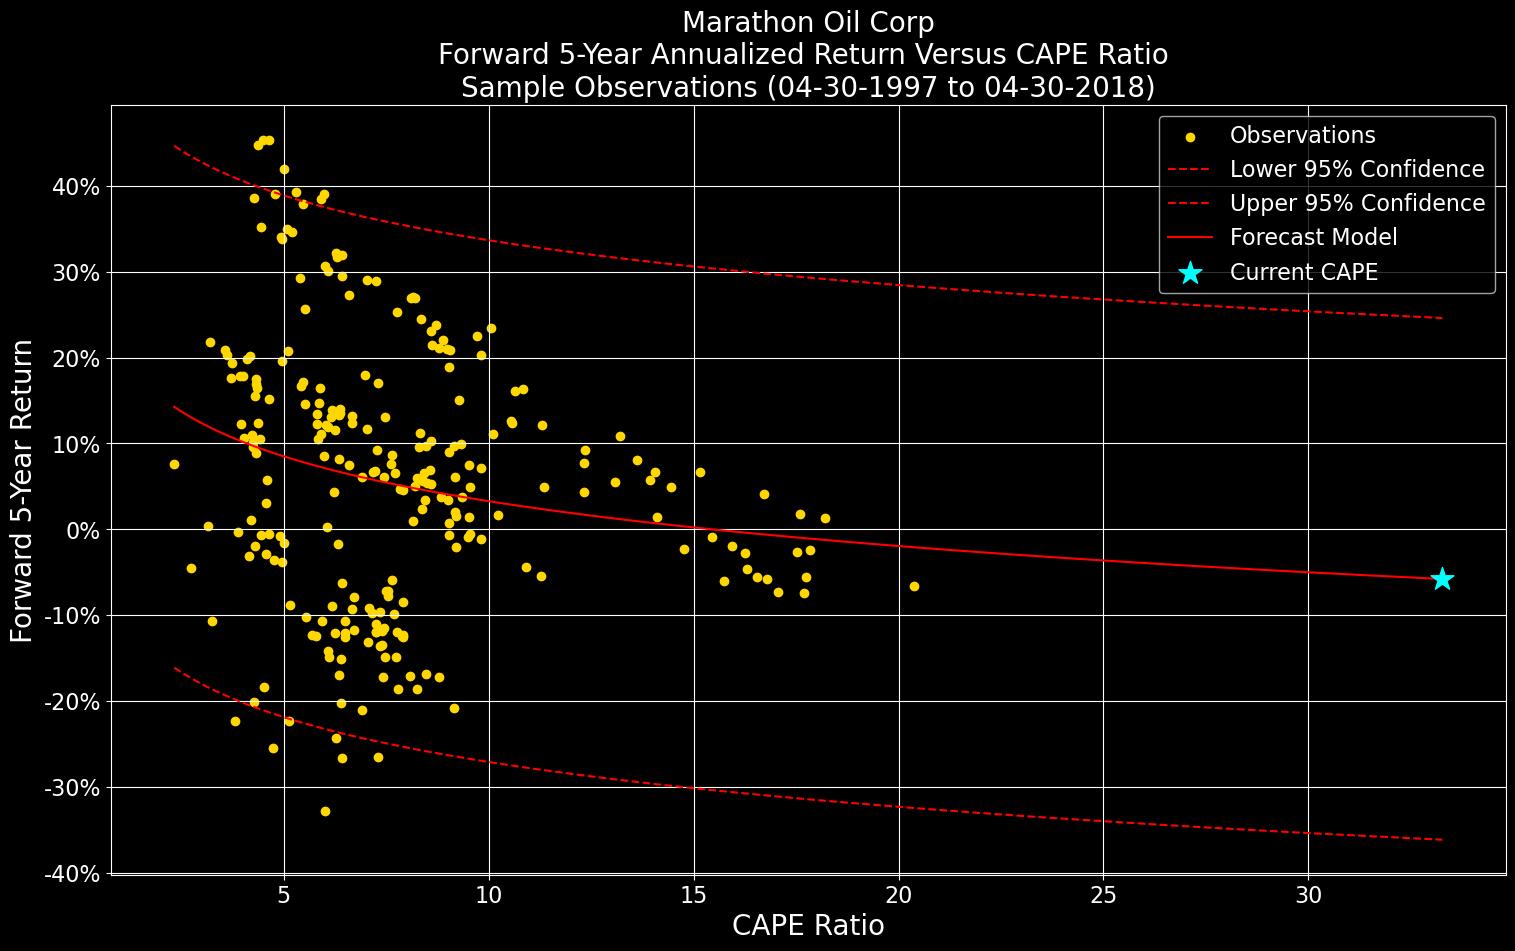 Marathon Oil Corp
Forward 5-Year Annualized Return Versus CAPE Ratio
Sample Observations (04-30-1997 to 04-30-2018)
Observations
Lower 95% Confidence
Upper 95% Confidence
Forecast Model
Current CAPE
Forward 5-Year Return
40%
30%
20%
10%
0%
-10%
-20%
-30%
-40%
5 10 15 20 25 30
CAPE Ratio